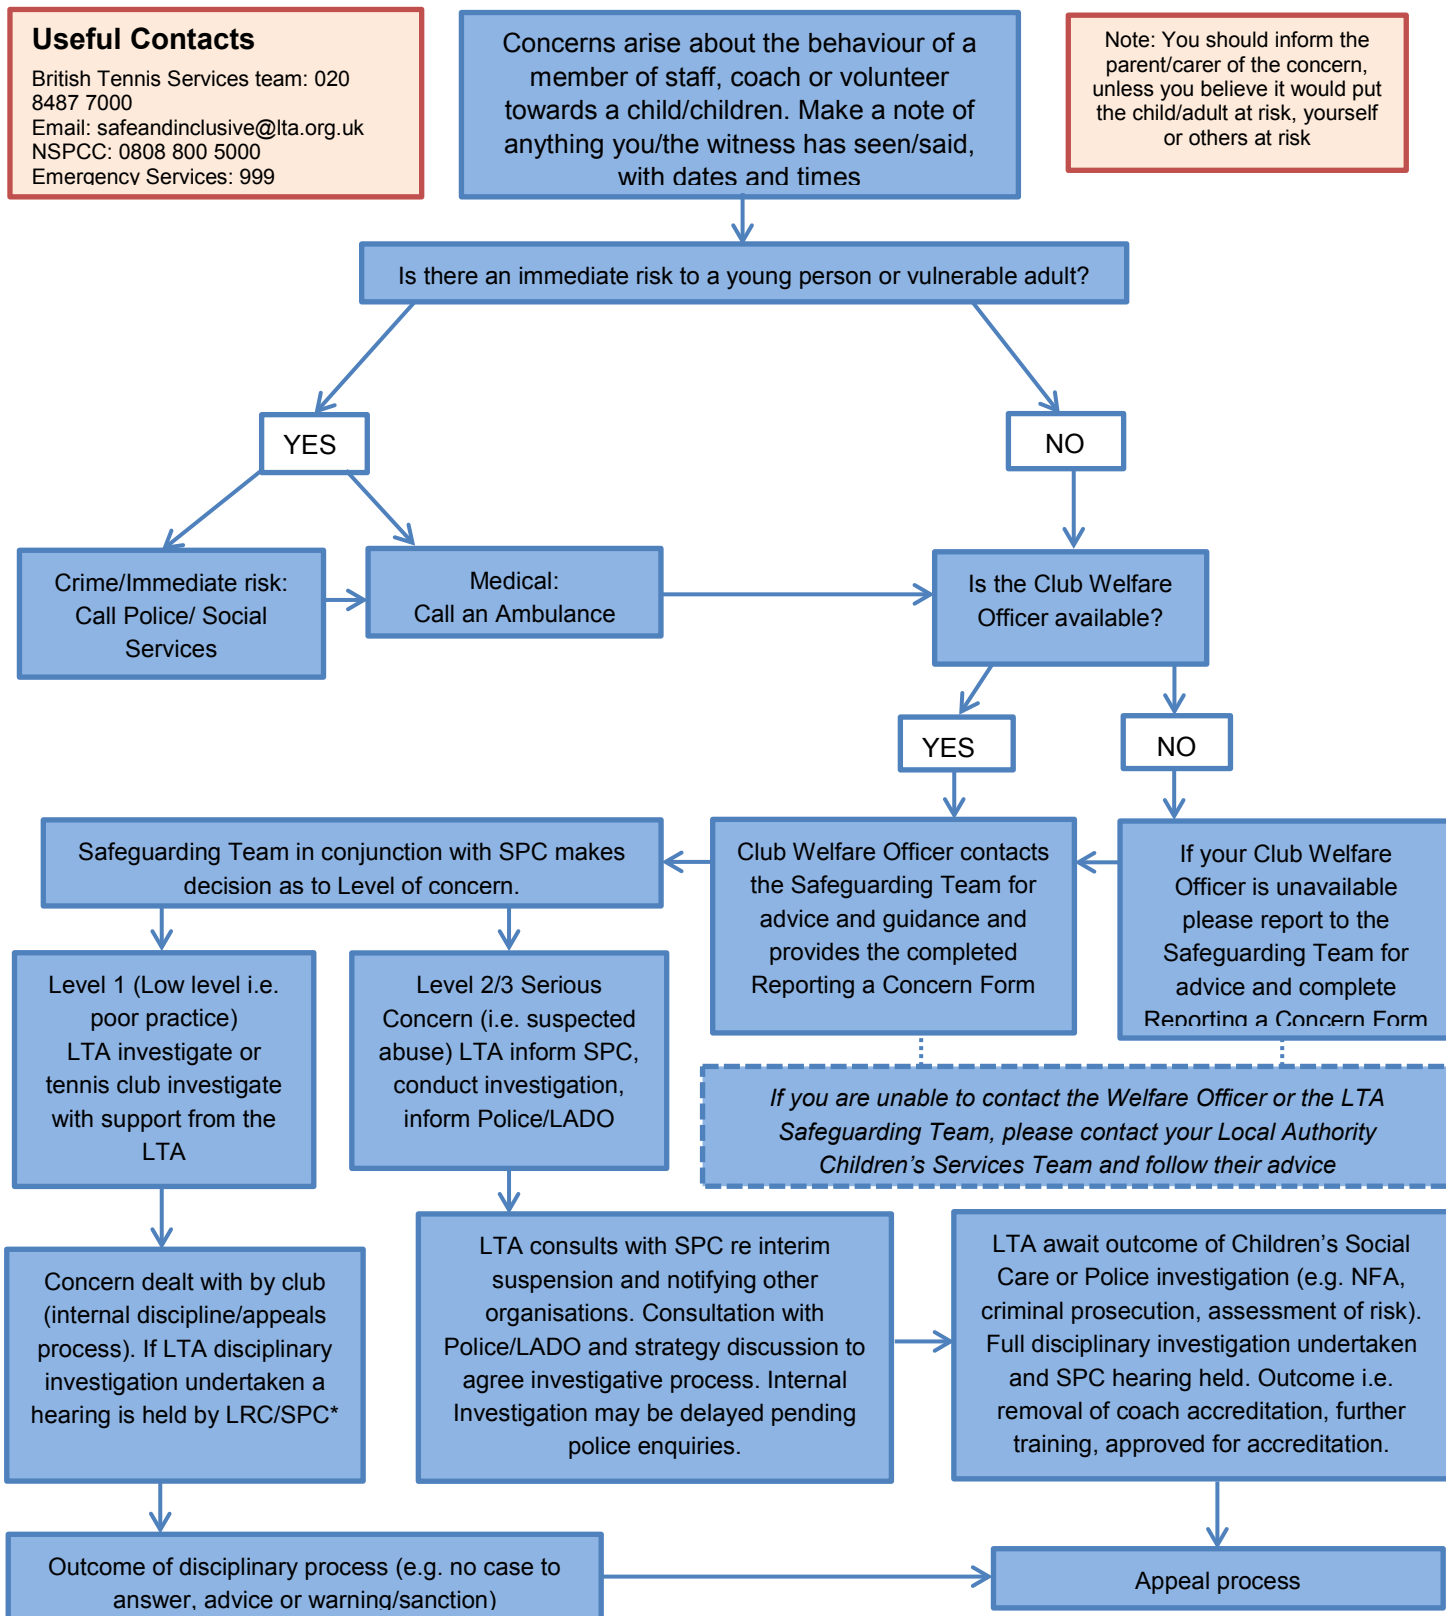 Useful Contacts
British Tennis Services team: 020
8487 7000
Email: safeandinclusive@lta.org.uk
NSPCC: 0808 800 5000
Emergency Services: 999
Concerns arise about the behaviour of a
member of staff, coach or volunteer
towards a child/children. Make a note of
anything you/the witness has seen/said,
with dates and times
Note: You should inform the
parent/carer of the concern,
unless you believe it would put
the child/adult at risk, yourself
or others at risk
Is there an immediate risk to a young person or vulnerable adult?
YES
NO
Crime/Immediate risk:
Call Police/ Social
Services
Medical:
Call an Ambulance
Is the Club Welfare
Officer available?
YES
NO
Safeguarding Team in conjunction with SPC makes
decision as to Level of concern.
Club Welfare Officer contacts
the Safeguarding Team for
advice and guidance and
provides the completed
Reporting a Concern Form
If your Club Welfare
Officer is unavailable
please report to the
Safeguarding Team for
advice and complete
Reporting a Concern Form
Level 1 (Low level i.e.
poor practice)
LTA investigate or
tennis club investigate
with support from the
LTA
Level 2/3 Serious
Concern (i.e. suspected
abuse) LTA inform SPC,
conduct investigation,
inform Police/LADO
If you are unable to contact the Welfare Officer or the LTA
Safeguarding Team, please contact your Local Authority
Children's Services Team and follow their advice
Concern dealt with by club
(internal discipline/appeals
process). If LTA disciplinary
investigation undertaken a
hearing is held by LRC/SPC*
LTA consults with SPC re interim
suspension and notifying other
organisations. Consultation with
Police/LADO and strategy discussion to
agree investigative process. Internal
Investigation may be delayed pending
police enquiries.
LTA await outcome of Children's Social
Care or Police investigation (e.g. NFA,
criminal prosecution, assessment of risk).
Full disciplinary investigation undertaken
and SPC hearing held. Outcome i.e.
removal of coach accreditation, further
training, approved for accreditation.
Outcome of disciplinary process (e.g. no case to
answer, advice or warning/sanction)
Appeal process